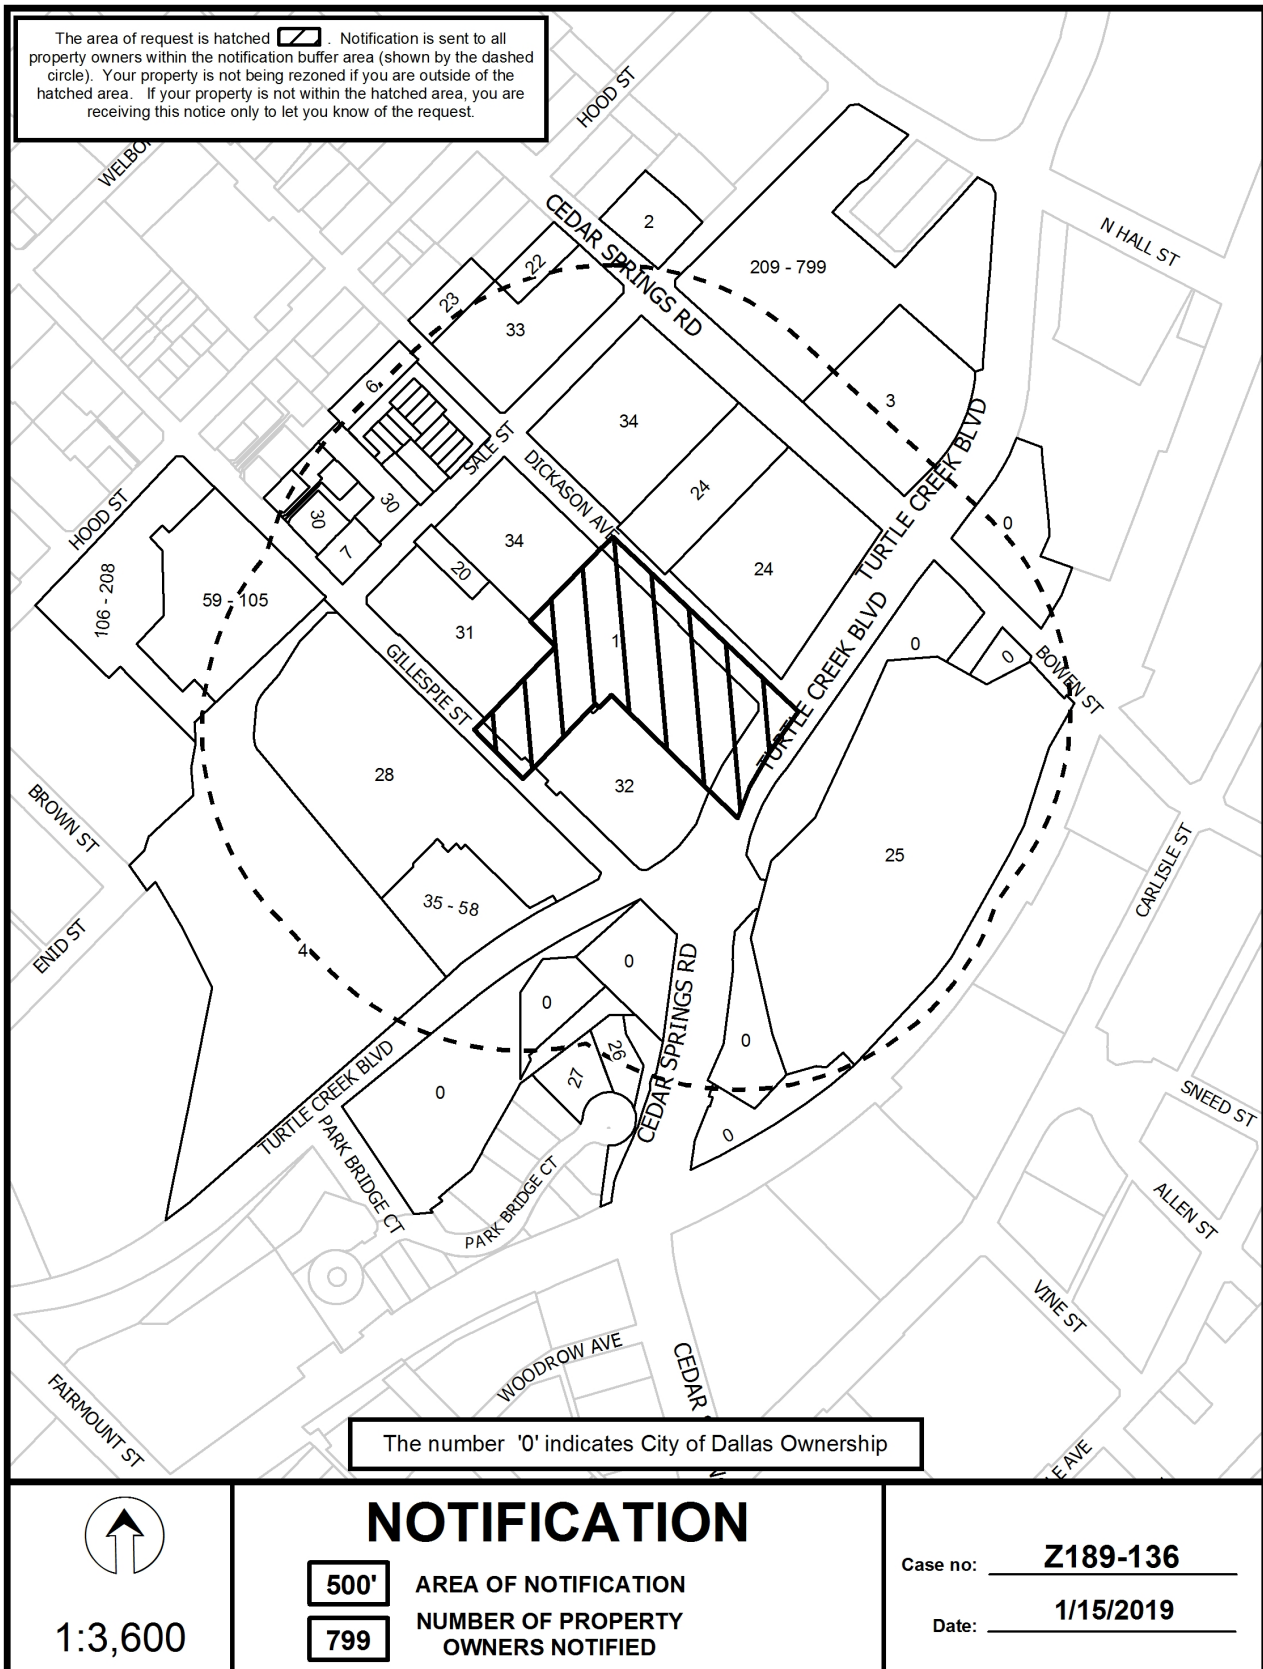 The area of request is hatched . Notification is sent to all
property owners within the notification buffer area (shown by the dashed
circle). Your property is not being rezoned if you are outside of the
hatched area. If your property is not within the hatched area, you are
receiving this notice only to let you know of the request.
HOOD ST
CEDAR SPRINGS RD
2
N HALL ST
22
209 - 799
23
33
6
3
34
SALE ST
DICKASON AVE
TURTLE CREEK BLVD
24
30
30
HOOD ST
34
0
7
20
24
106 - 208
59 - 105
31
1
TURTLE CREEK BLVD
0
0
BOWEN ST
GILLESPIE ST
TURTLE CREEK BLVD
28
32
BROWN ST
25
CARLISLE ST
35 - 58
ENID ST
4
0
CEDAR SPRINGS RD
0
0
26
27
TURTLE CREEK BLVD
0
PARK BRIDGE CT
0
SNEED ST
PARK BRIDGE CT
ALLEN ST
VINE ST
WOODROW AVE
CEDAR
FAIRMOUNT ST
The number '0' indicates City of Dallas Ownership
LE AVE
1:3,600
NOTIFICATION
500' AREA OF NOTIFICATION
799 NUMBER OF PROPERTY
OWNERS NOTIFIED
Case no: Z189-136
Date: 1/15/2019